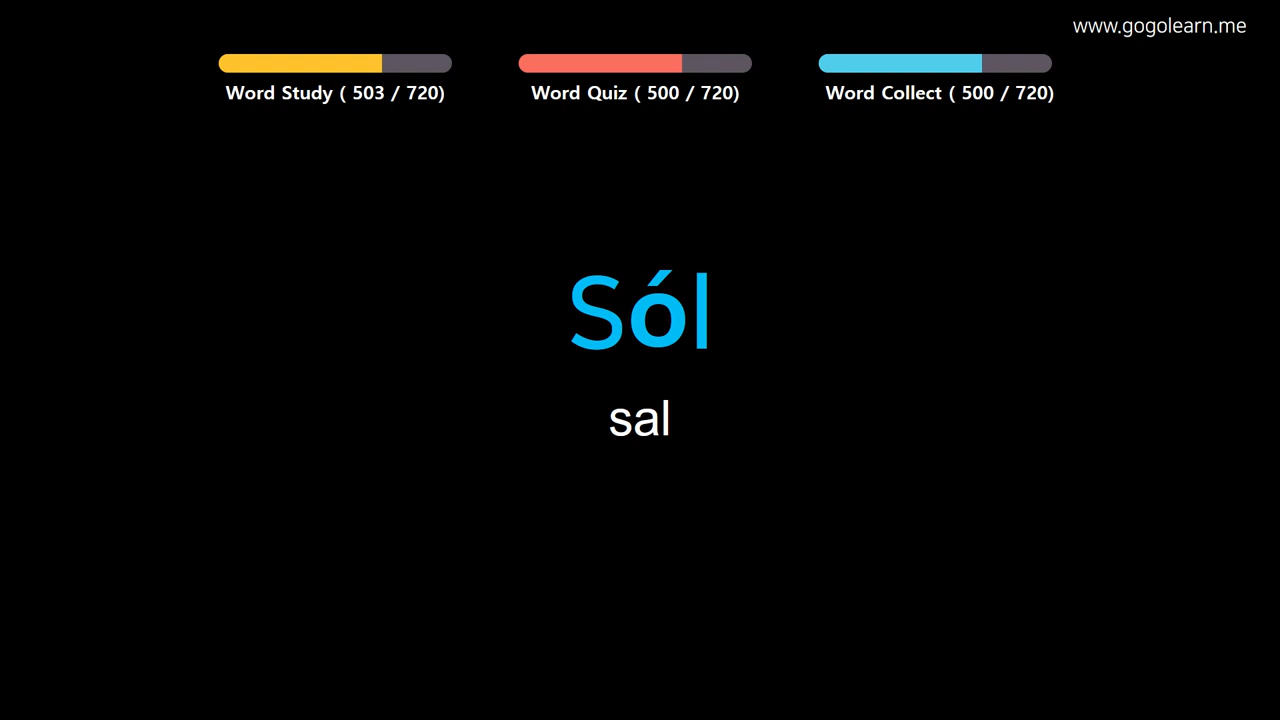 www.gogolearn.me
Word Study ( 503 / 720)
Word Quiz ( 500 / 720)
Word Collect ( 500 / 720)
Sól
sal